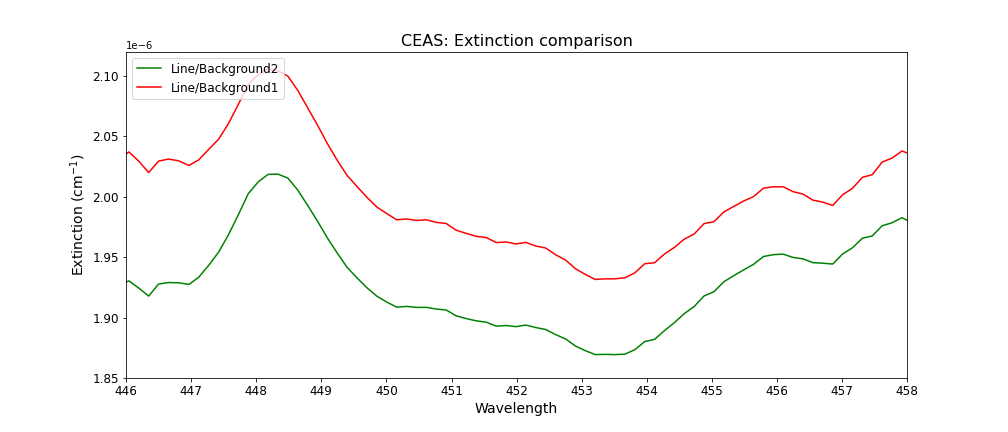 CEAS: Extinction comparison
1e−6
Line/Background2
Line/Background1
2.10
2.05
2.00
1.95
1.90
1.85
Extinction (cm⁻¹)
446 447 448 449 450 451 452 453 454 455 456 457 458
Wavelength